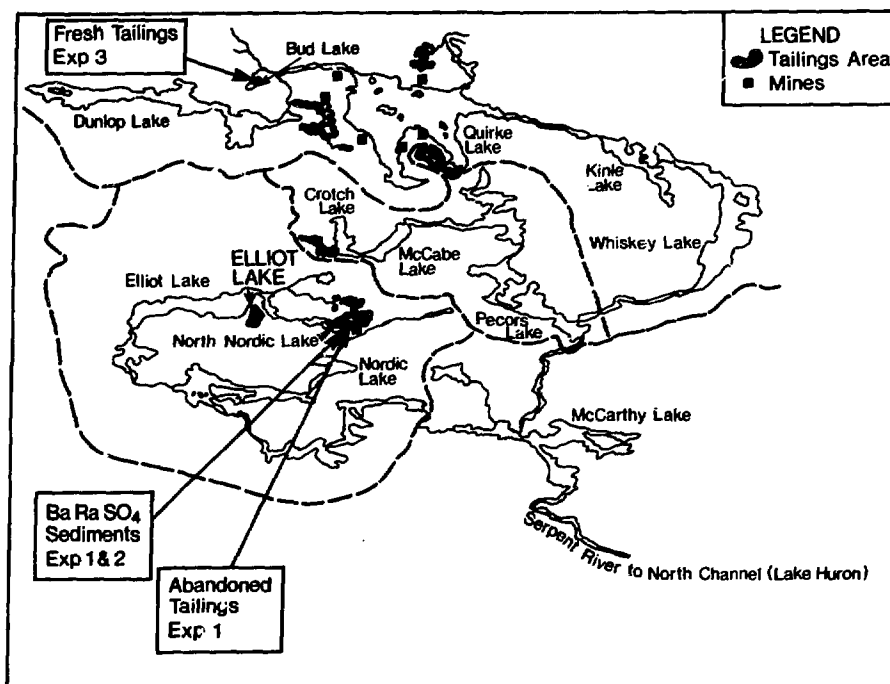 Fresh Tailings
Exp 3
Bud Lake
LEGEND
Tailings Area
Mines
Dunlop Lake
Quirke
Lake
Kinle
Lake
Crotch
Lake
Whiskey Lake
McCabe
Lake
ELLIOT
LAKE
Elliot Lake
North Nordic Lake
Pecors
Lake
Nordic
Lake
McCarthy Lake
Ba Ra SO₄
Sediments
Exp 1 & 2
Abandoned
Tailings
Exp 1
Serpent River to North Channel (Lake Huron)